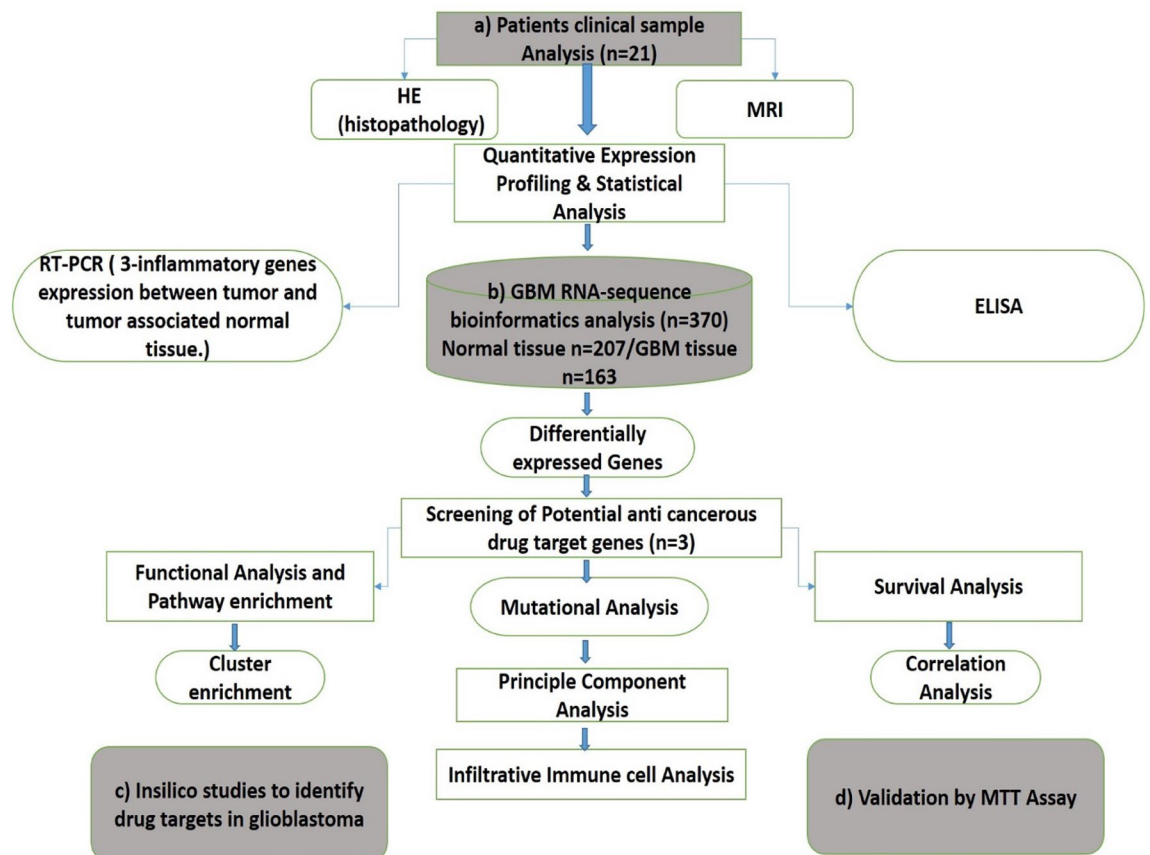 a) Patients clinical sample
Analysis (n=21)
HE
(histopathology)
MRI
Quantitative Expression
Profiling & Statistical
Analysis
RT-PCR ( 3-inflammatory genes
expression between tumor and
tumor associated normal
tissue.)
b) GBM RNA-sequence
bioinformatics analysis (n=370)
Normal tissue n=207/GBM tissue
n=163
ELISA
Differentially
expressed Genes
Screening of Potential anti cancerous
drug target genes (n=3)
Functional Analysis and
Pathway enrichment
Mutational Analysis
Survival Analysis
Cluster
enrichment
Principle Component
Analysis
Correlation
Analysis
Infiltrative Immune cell Analysis
c) Insilico studies to identify
drug targets in glioblastoma
d) Validation by MTT Assay